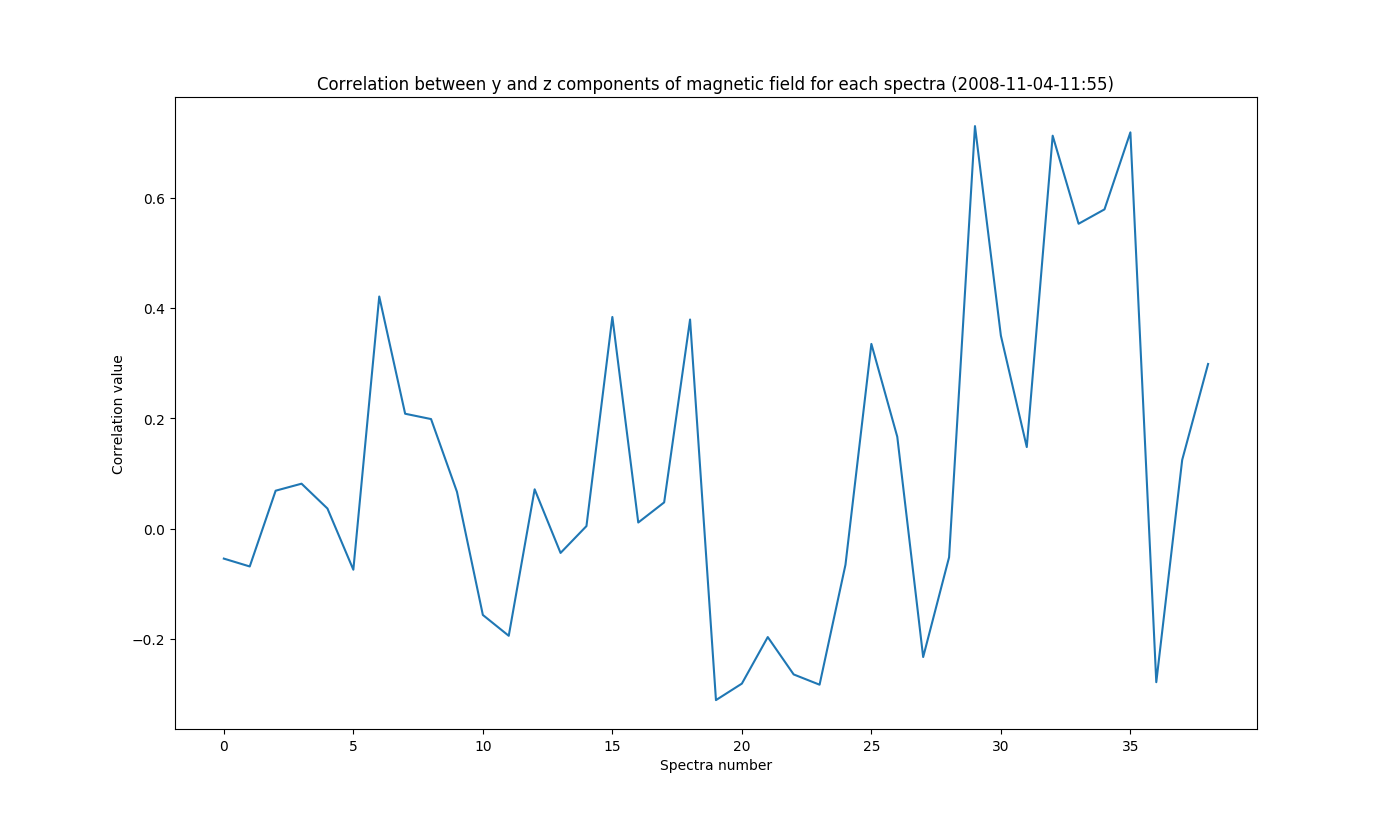 Correlation between y and z components of magnetic field for each spectra (2008-11-04-11:55)
Correlation value
0.6
0.4
0.2
0.0
−0.2
0 5 10 15 20 25 30 35
Spectra number